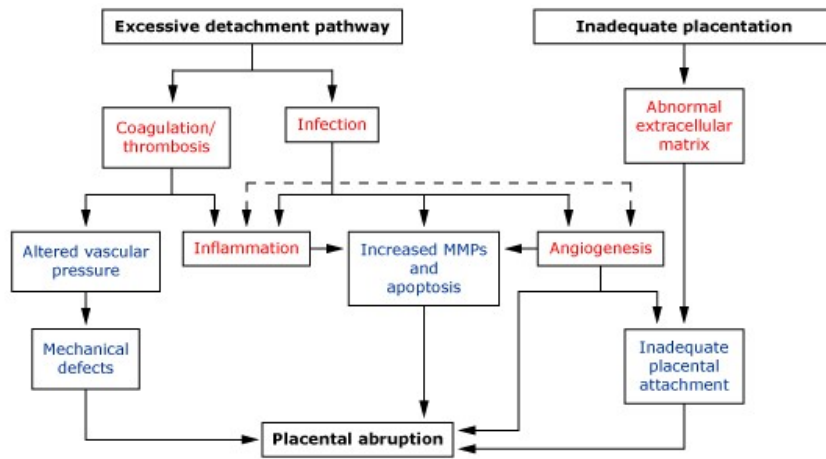 Excessive detachment pathway
Inadequate placentation
Coagulation/
thrombosis
Infection
Abnormal
extracellular
matrix
Altered vascular
pressure
Inflammation
Increased MMPs
and
apoptosis
Angiogenesis
Mechanical
defects
Inadequate
placental
attachment
Placental abruption